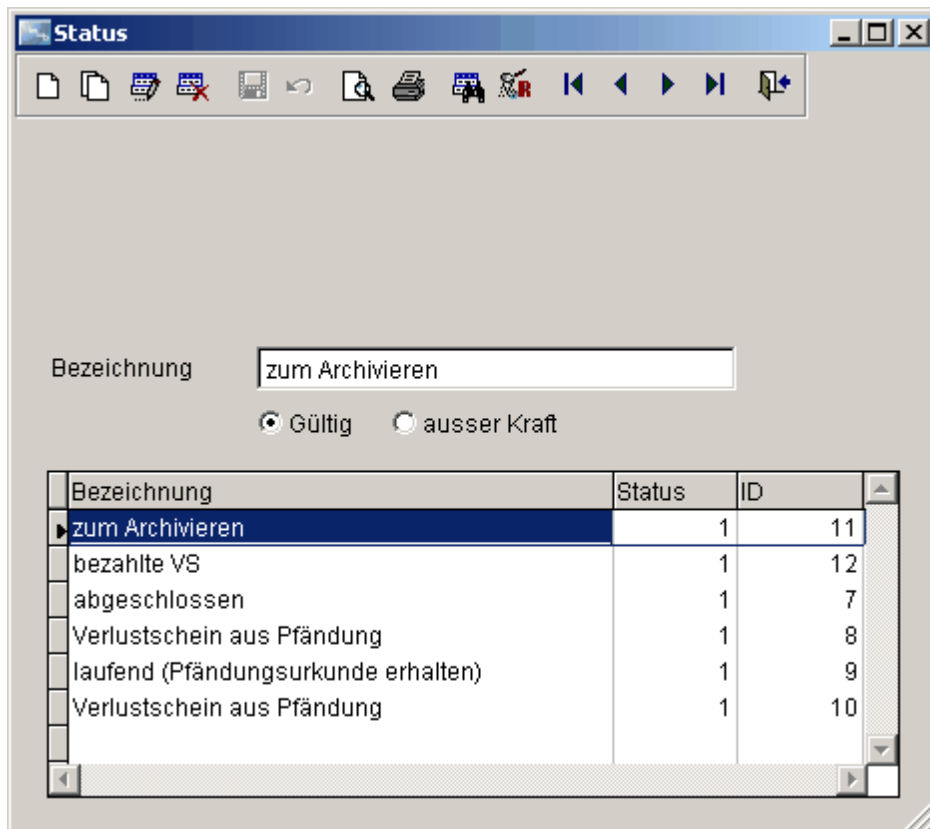 Status
R
Bezeichnung zum Archivieren
Gültig ausser Kraft
Bezeichnung Status ID
zum Archivieren 1 11
bezahlte VS 1 12
abgeschlossen 1 7
Verlustschein aus Pfändung 1 8
laufend (Pfändungsurkunde erhalten) 1 9
Verlustschein aus Pfändung 1 10